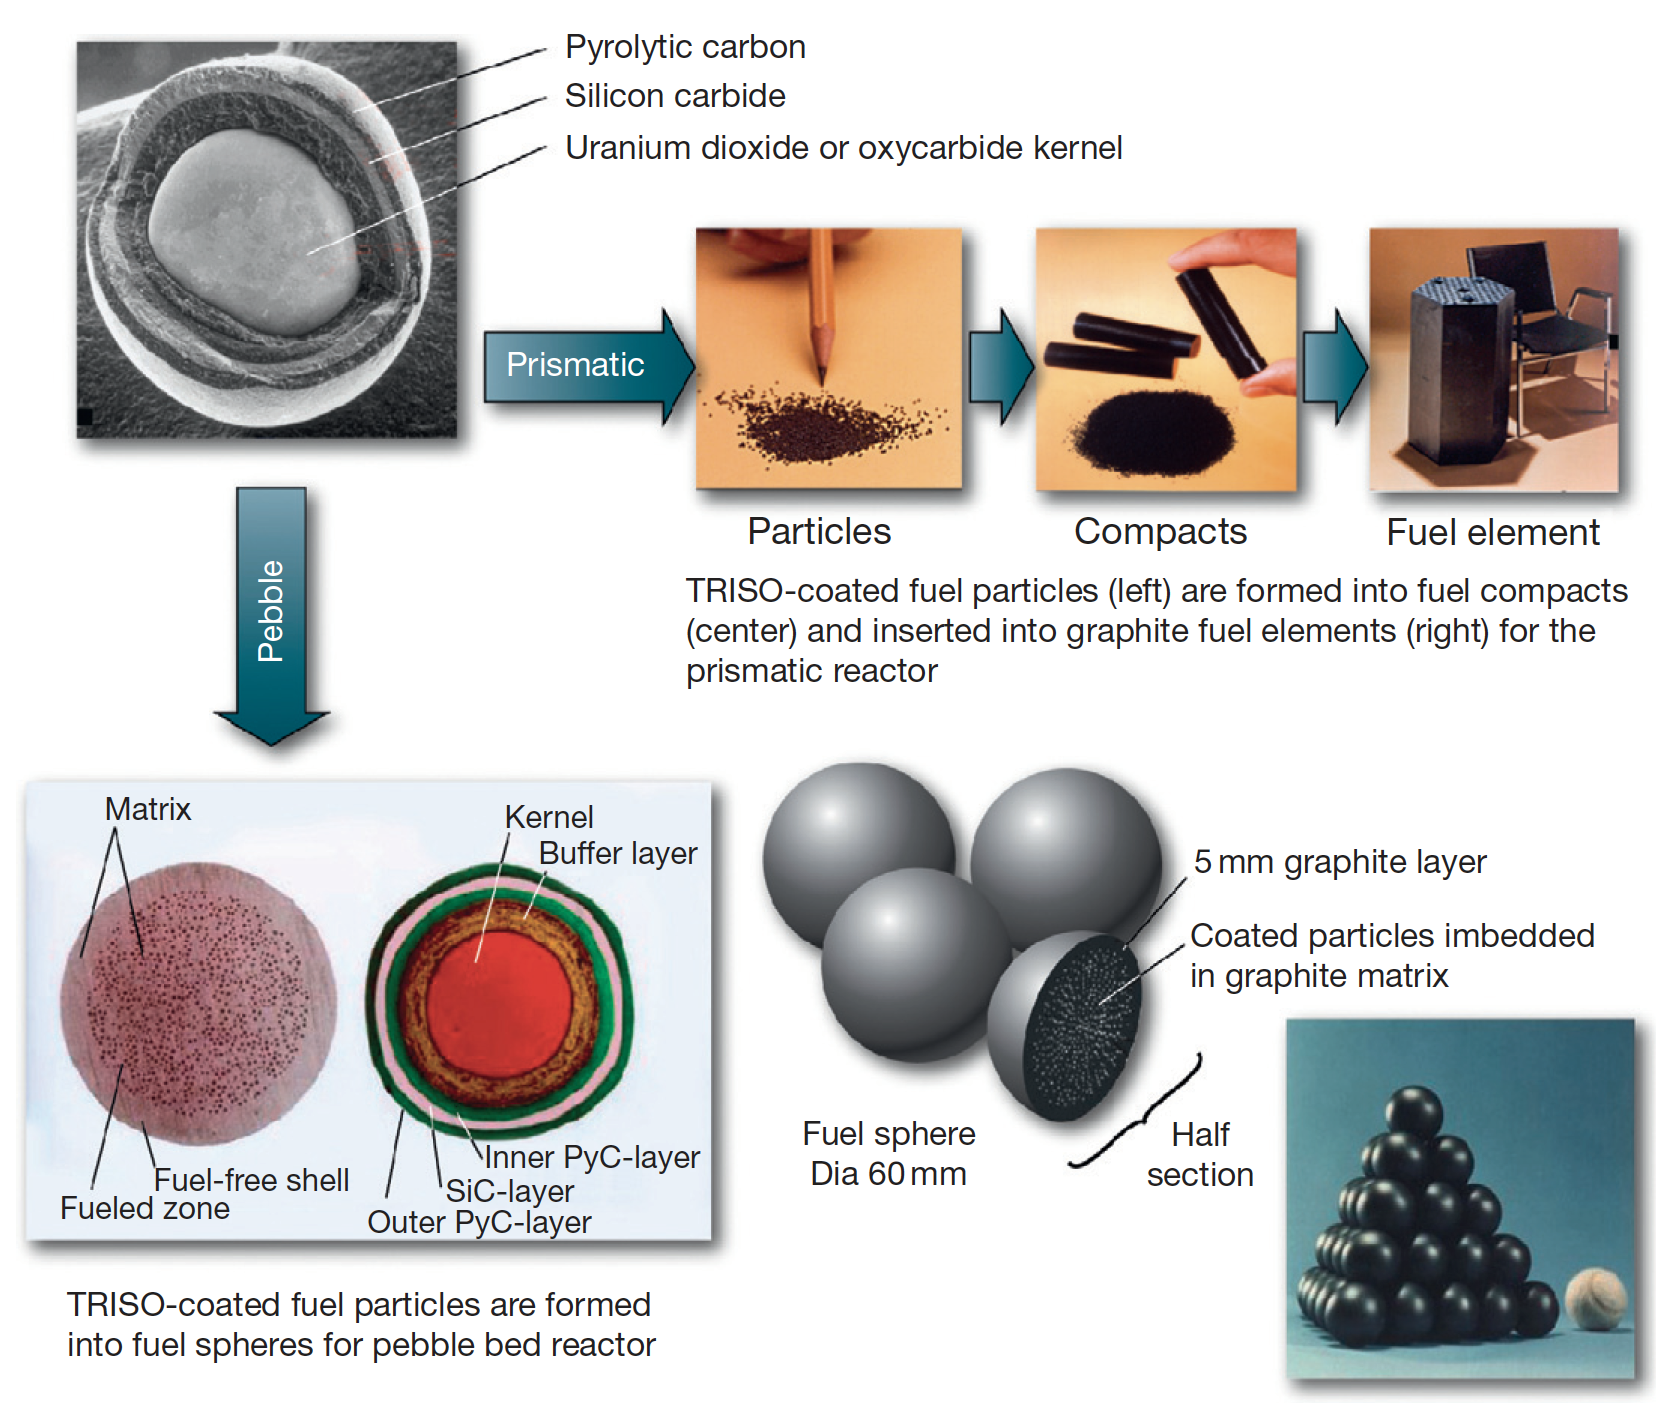 Pyrolytic carbon
Silicon carbide
Uranium dioxide or oxycarbide kernel
Prismatic
Particles
Compacts
Fuel element
TRISO-coated fuel particles (left) are formed into fuel compacts
(center) and inserted into graphite fuel elements (right) for the
prismatic reactor
Pebble
Matrix
Kernel
Buffer layer
Fuel-free shell
Fueled zone
Inner PyC-layer
SiC-layer
Outer PyC-layer
TRISO-coated fuel particles are formed
into fuel spheres for pebble bed reactor
5 mm graphite layer
Coated particles imbedded
in graphite matrix
Fuel sphere
Dia 60 mm
Half
section